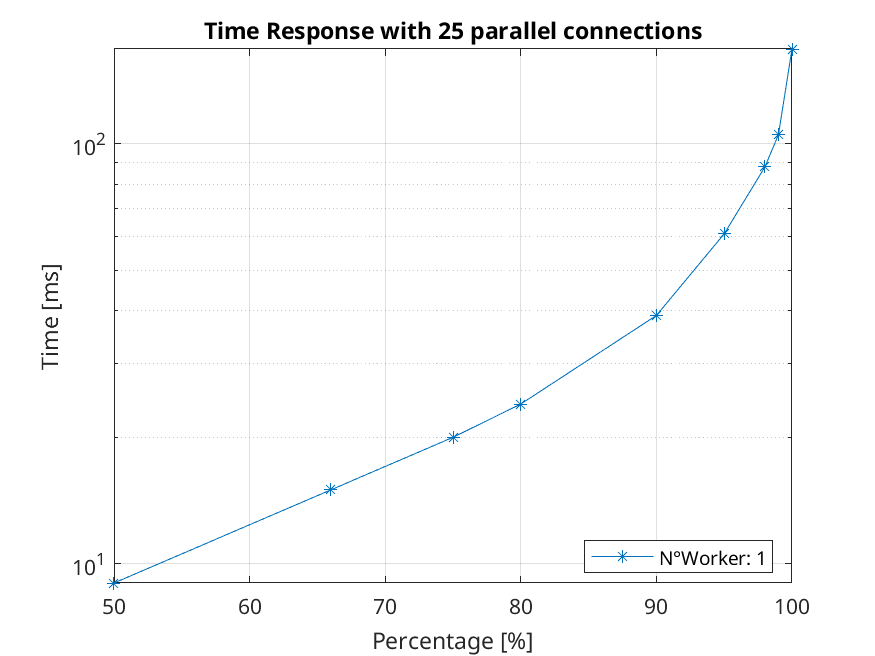 Time Response with 25 parallel connections
Time [ms]
10²
10¹
N°Worker: 1
50 60 70 80 90 100
Percentage [%]